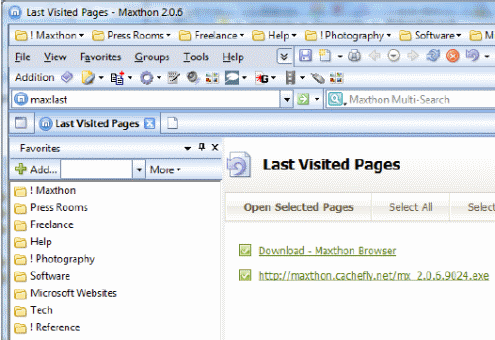 Last Visited Pages - Maxthon 2.0.6
! Maxthon Press Rooms Freelance Help ! Photography Software M
File View Favorites Groups Tools Help
Addition
max:last Maxthon Multi-Search
Last Visited Pages
Favorites
Add... More
! Maxthon
Press Rooms
Freelance
Help
! Photography
Software
Microsoft Websites
Tech
! Reference
Last Visited Pages
Open Selected Pages Select All Select
Download - Maxthon Browser
http://maxthon.cachefly.net/mx_2.0.6.9024.exe